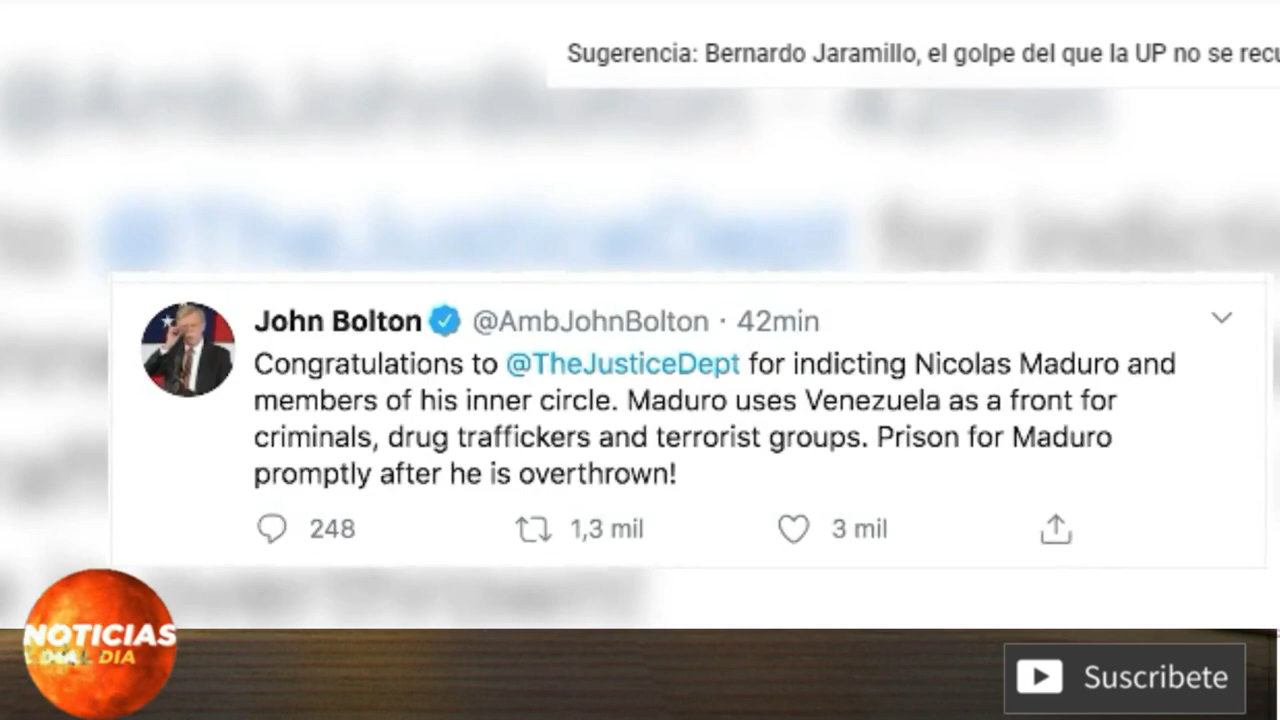 Sugerencia: Bernardo Jaramillo, el golpe del que la UP no se
John Bolton @AmbJohnBolton · 42min
Congratulations to @TheJusticeDept for indicting Nicolas Maduro and
members of his inner circle. Maduro uses Venezuela as a front for
criminals, drug traffickers and terrorist groups. Prison for Maduro
promptly after he is overthrown!
248 1,3 mil 3 mil
NOTICIAS
DIA
Suscribete